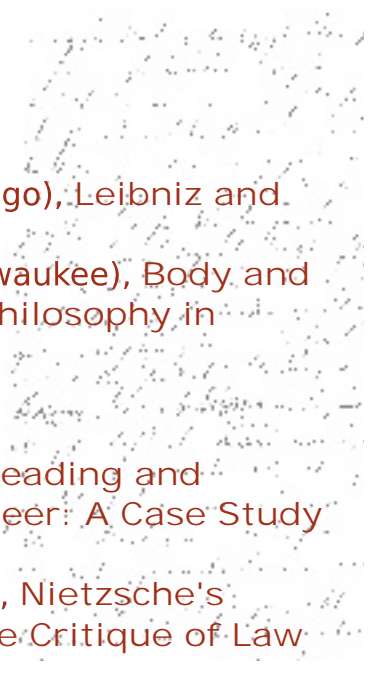 go), Leibniz and
waukee), Body and
hilosophy in
eading and
eer: A Case Study
, Nietzsche's
e Critique of Law